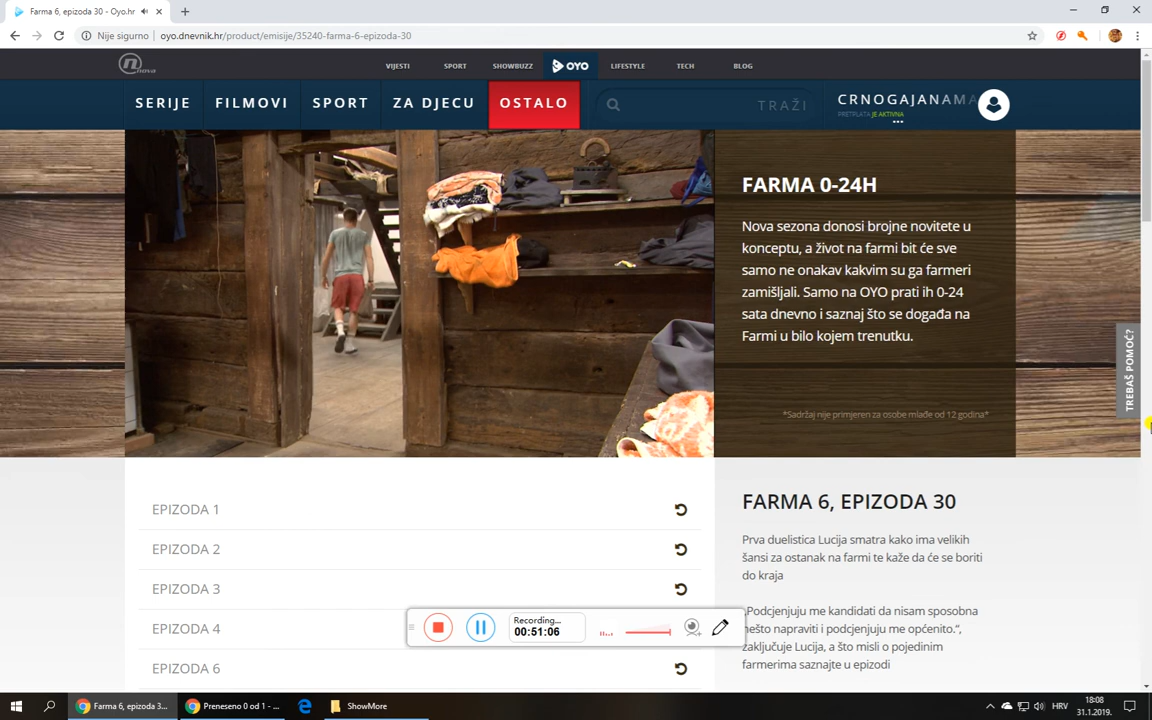 Farma 6, epizoda 30 - Oyo.hr
Nije sigurno
oyo.dnevnik.hr/product/emisije/35240-farma-6-epizoda-30
nova
VIJESTI
SPORT
SHOWBUZZ
OYO
LIFESTYLE
TECH
BLOG
SERIJE
FILMOVI
SPORT
ZA DJECU
OSTALO
TRAŽI
CRNOGAJANAMA
PRETPLATA JE AKTIVNA
FARMA 0-24H
Nova sezona donosi brojne novitete u
konceptu, a život na farmi bit će sve
samo ne onakav kakvim su ga farmeri
zamišljali. Samo na OYO prati ih 0-24
sata dnevno i saznaj što se događa na
Farmi u bilo kojem trenutku.
*Sadržaj nije primjeren za osobe mlađe od 12 godina*
TREBAŠ POMOĆ?
EPIZODA 1
EPIZODA 2
EPIZODA 3
EPIZODA 4
EPIZODA 6
FARMA 6, EPIZODA 30
Prva duelistica Lucija smatra kako ima velikih
šansi za ostanak na farmi te kaže da će se boriti
do kraja
„Podcjenjuju me kandidati da nisam sposobna
nešto napraviti i podcjenjuju me općenito.“,
zaključuje Lucija, a što misli o pojedinim
farmerima saznajte u epizodi
Recording...
00:51:06
Farma 6, epizoda 3...
Preneseno 0 od 1 - ...
ShowMore
HRV
18:08
31.1.2019.